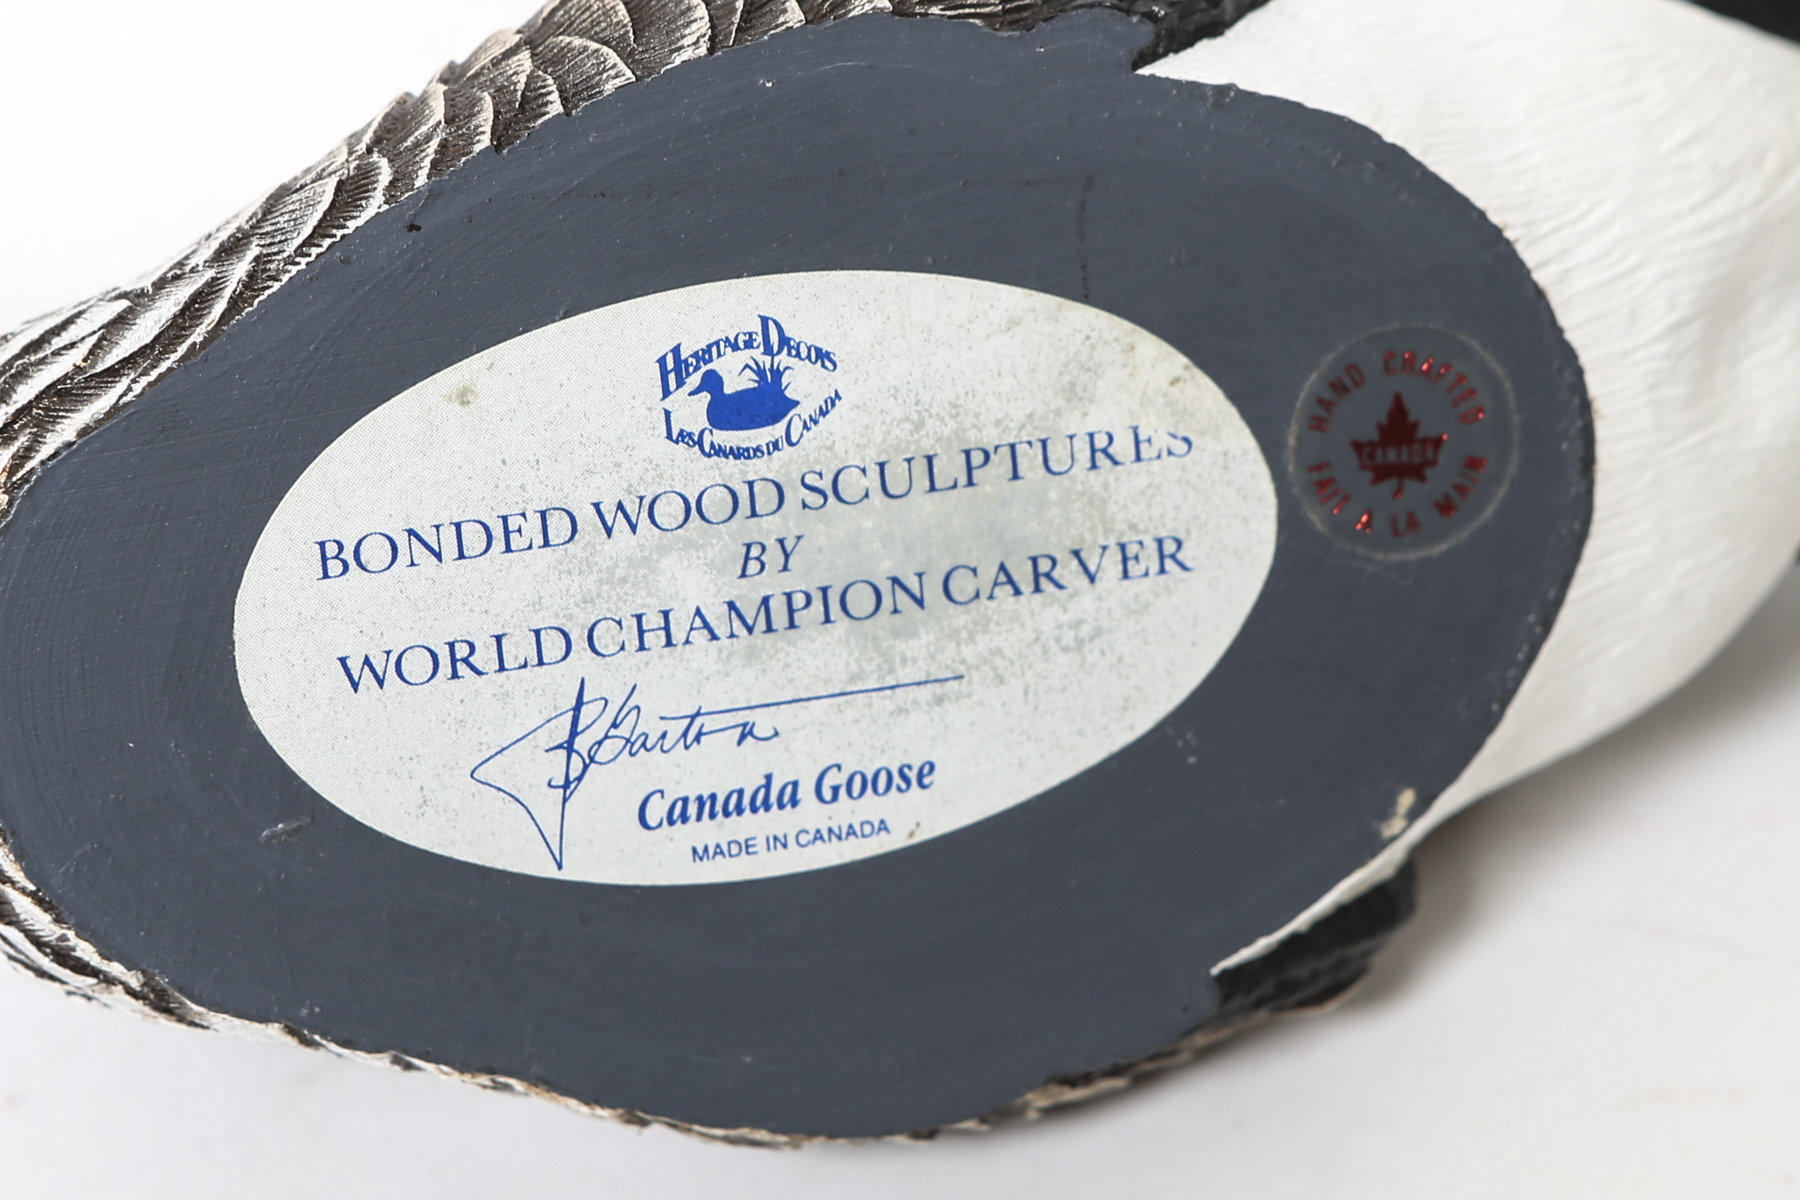 HERITAGE DECOYS
LES CANARDS DU CANADA
BONDED WOOD SCULPTURES
BY
WORLD CHAMPION CARVER
B Garton
Canada Goose
MADE IN CANADA
HAND CRAFTED
CANADA
FAIT A LA MAIN